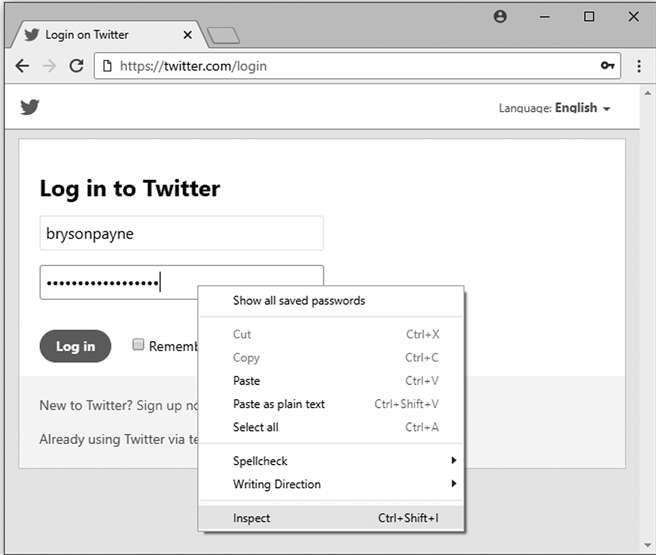 Login on Twitter
https://twitter.com/login
Language: English
Log in to Twitter
brysonpayne
••••••••••••••••••
Show all saved passwords
Cut Ctrl+X
Log in Rememb
Copy Ctrl+C
Paste Ctrl+V
Paste as plain text Ctrl+Shift+V
New to Twitter? Sign up no
Select all Ctrl+A
Already using Twitter via te
Spellcheck
Writing Direction
Inspect Ctrl+Shift+I